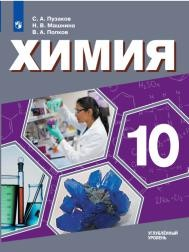 С. А. Пузаков
Н. В. Машнина
В. А. Попков
ХИМИЯ
10
УГЛУБЛЁННЫЙ
УРОВЕНЬ